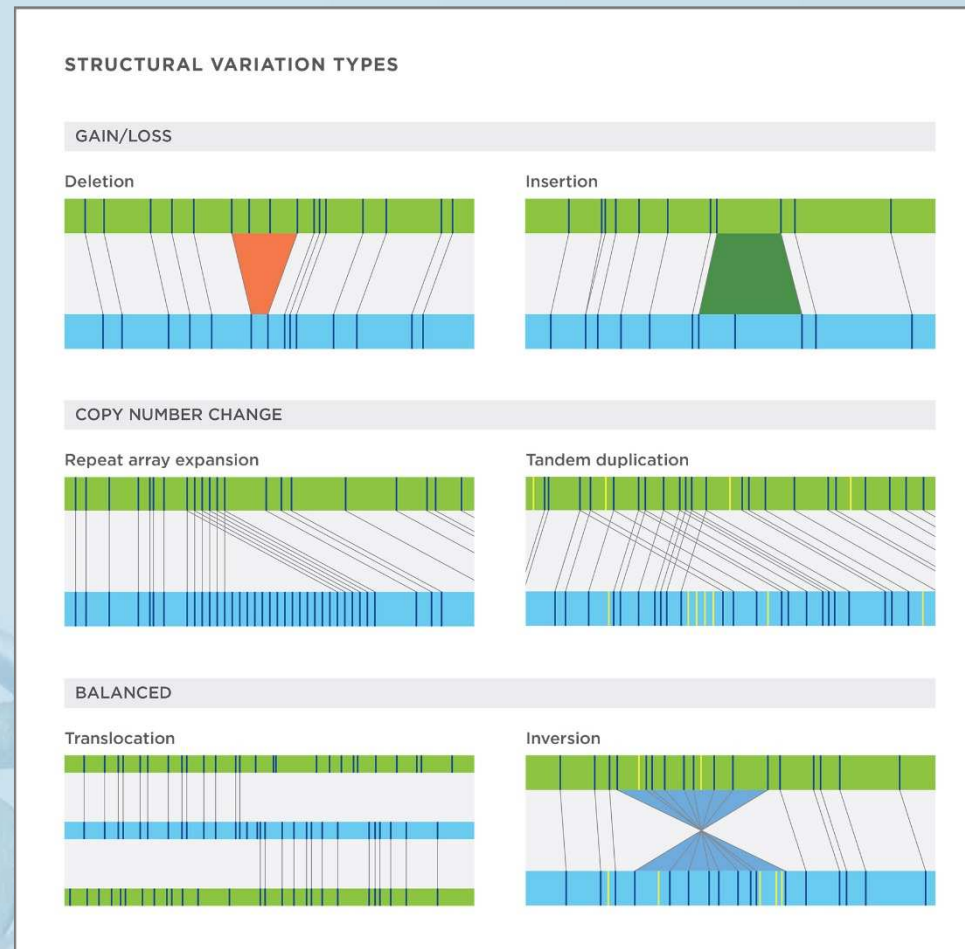 STRUCTURAL VARIATION TYPES
GAIN/LOSS
Deletion
Insertion
COPY NUMBER CHANGE
Repeat array expansion
Tandem duplication
BALANCED
Translocation
Inversion